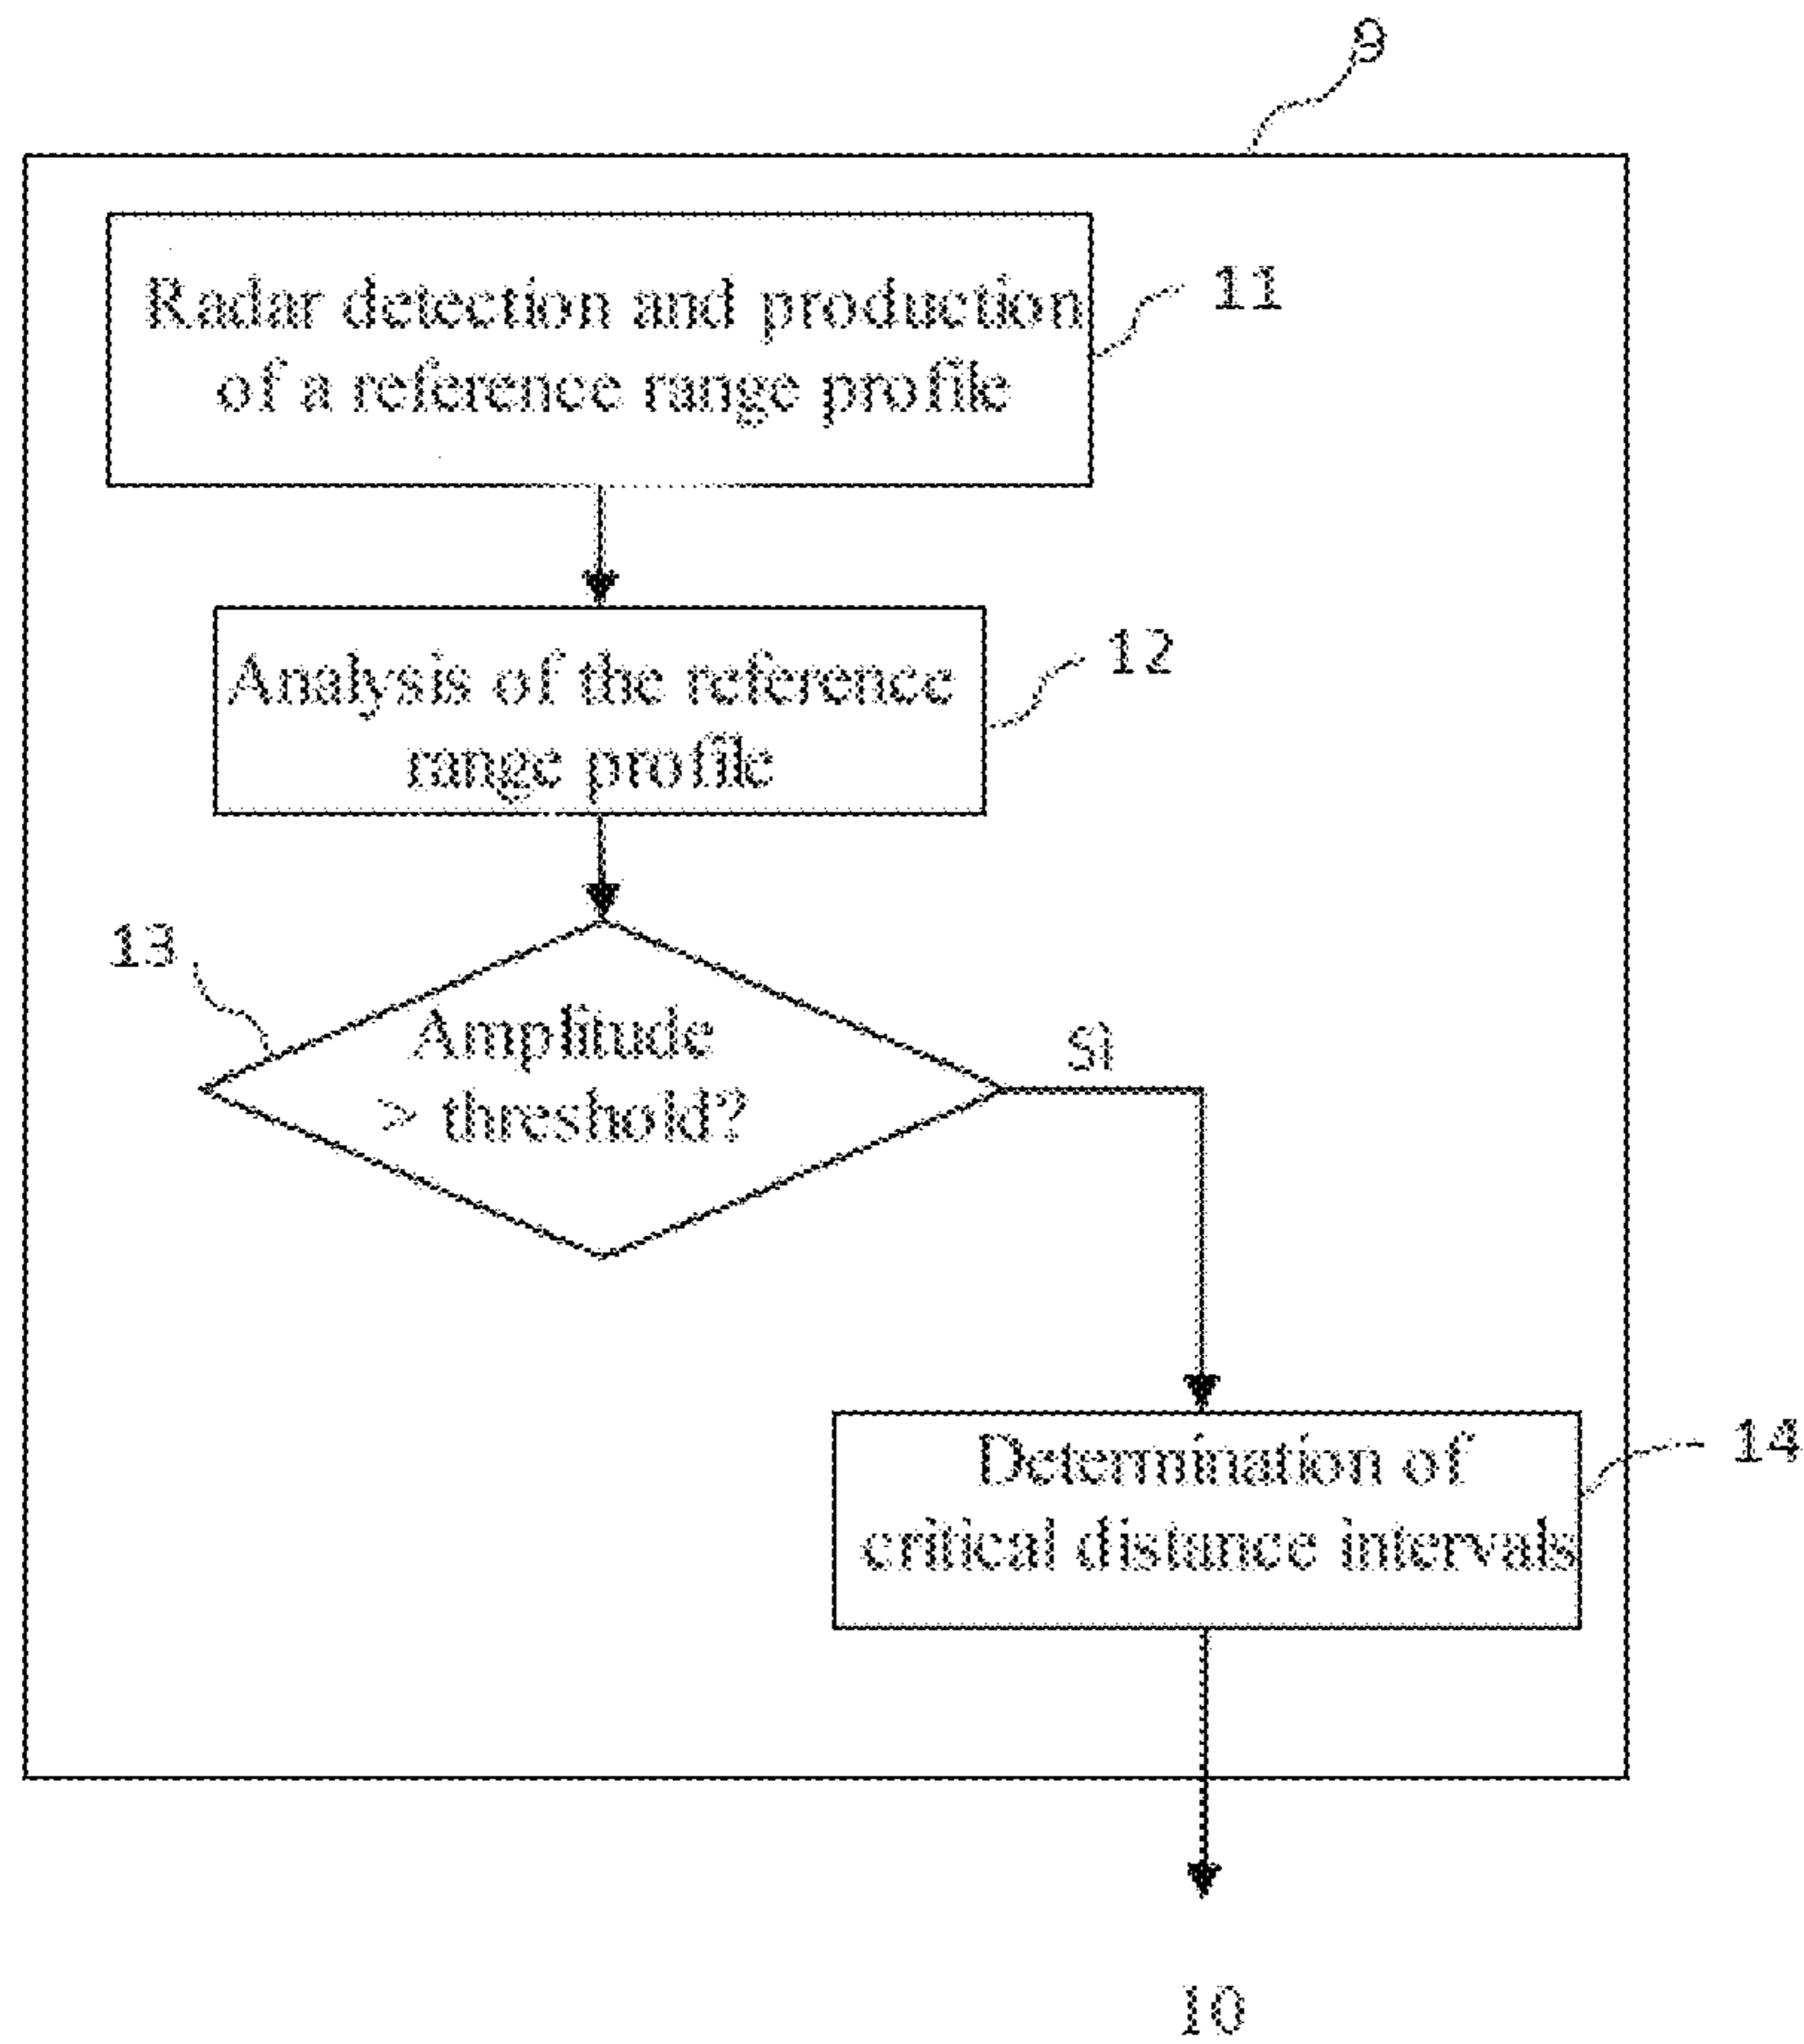 9
Radar detection and production
of a reference range profile
11
Analysis of the reference
range profile
12
13
Amplitude
> threshold?
SÌ
Determination of
critical distance intervals
14
10